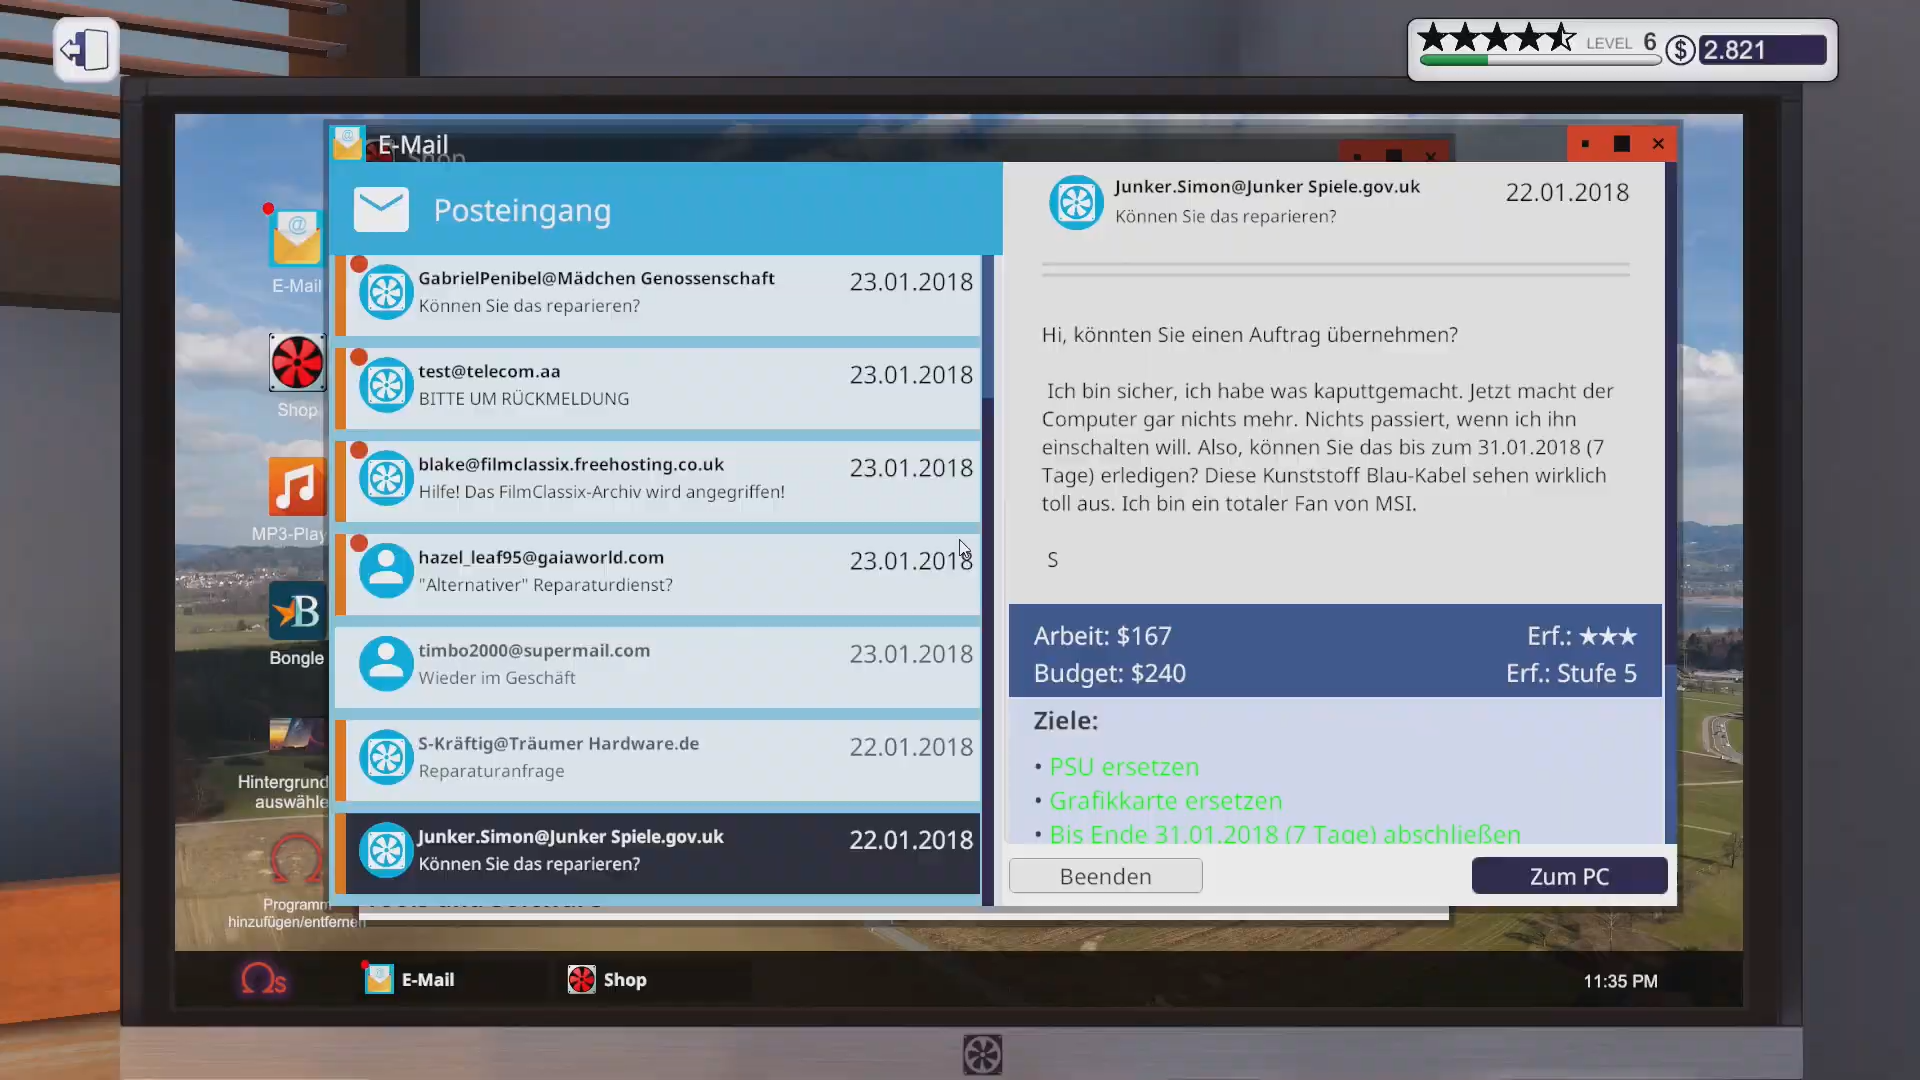 LEVEL 6
$ 2.821
E-Mail
Posteingang
GabrielPenibel@Mädchen Genossenschaft
23.01.2018
Können Sie das reparieren?
test@telecom.aa
23.01.2018
BITTE UM RÜCKMELDUNG
blake@filmclassix.freehosting.co.uk
23.01.2018
Hilfe! Das FilmClassix-Archiv wird angegriffen!
hazel_leaf95@gaiaworld.com
23.01.2018
"Alternativer" Reparaturdienst?
timbo2000@supermail.com
23.01.2018
Wieder im Geschäft
S-Kräftig@Träumer Hardware.de
22.01.2018
Reparaturanfrage
Junker.Simon@Junker Spiele.gov.uk
22.01.2018
Können Sie das reparieren?
Junker.Simon@Junker Spiele.gov.uk
22.01.2018
Können Sie das reparieren?
Hi, könnten Sie einen Auftrag übernehmen?
Ich bin sicher, ich habe was kaputtgemacht. Jetzt macht der
Computer gar nichts mehr. Nichts passiert, wenn ich ihn
einschalten will. Also, können Sie das bis zum 31.01.2018 (7
Tage) erledigen? Diese Kunststoff Blau-Kabel sehen wirklich
toll aus. Ich bin ein totaler Fan von MSI.
S
Arbeit: $167
Erf.: ★★★
Budget: $240
Erf.: Stufe 5
Ziele:
• PSU ersetzen
• Grafikkarte ersetzen
• Bis Ende 31.01.2018 (7 Tage) abschließen
Beenden
Zum PC
E-Mail
Shop
MP3-Play
Bongle
Hintergrund
auswähle
Programm
hinzufügen/entfernen
E-Mail
Shop
11:35 PM